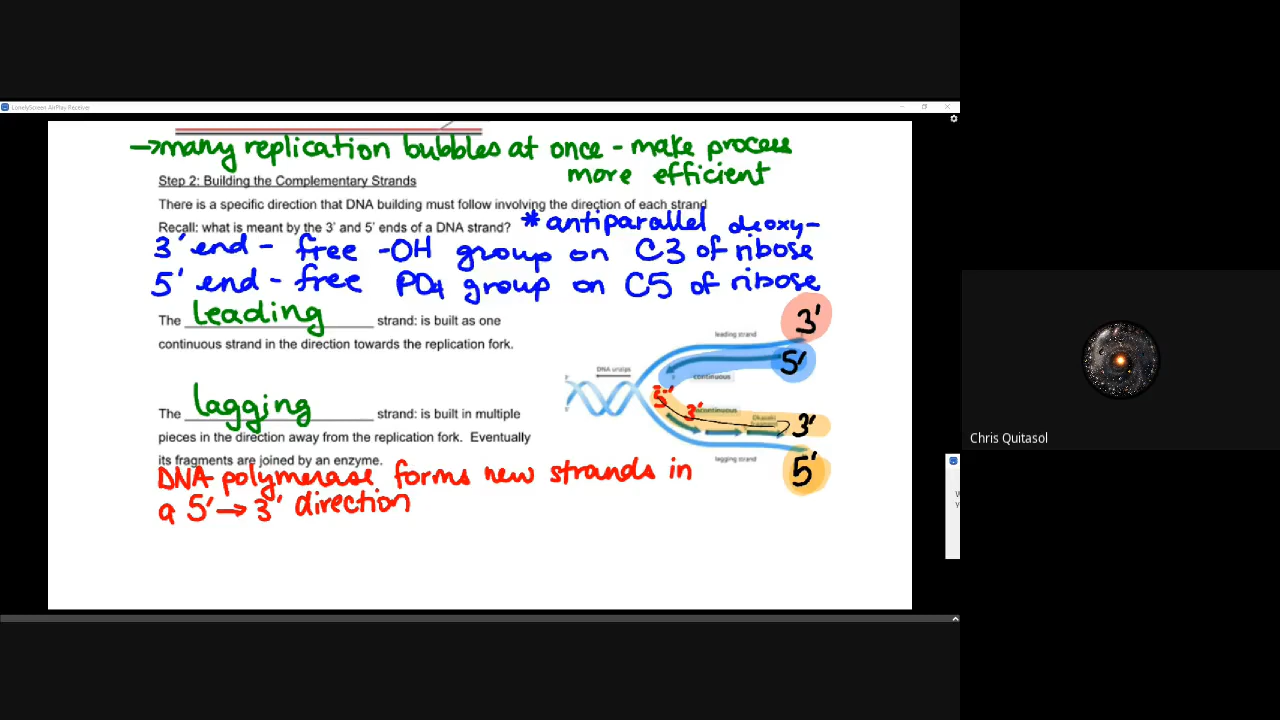 LonelyScreen AirPlay Receiver
→many replication bubbles at once - make process
more efficient
Step 2: Building the Complementary Strands
There is a specific direction that DNA building must follow involving the direction of each strand
Recall: what is meant by the 3' and 5' ends of a DNA strand? * antiparallel deoxy-
3' end - free -OH group on C3 of ribose
5' end - free PO4 group on C5 of ribose
The leading strand: is built as one
continuous strand in the direction towards the replication fork.
3'
leading strand
5'
DNA unzips
continuous
The lagging strand: is built in multiple
pieces in the direction away from the replication fork. Eventually
its fragments are joined by an enzyme.
3'
Okazaki
3'
lagging strand
5'
DNA polymerase forms new strands in
a 5' → 3' direction
Chris Quitasol